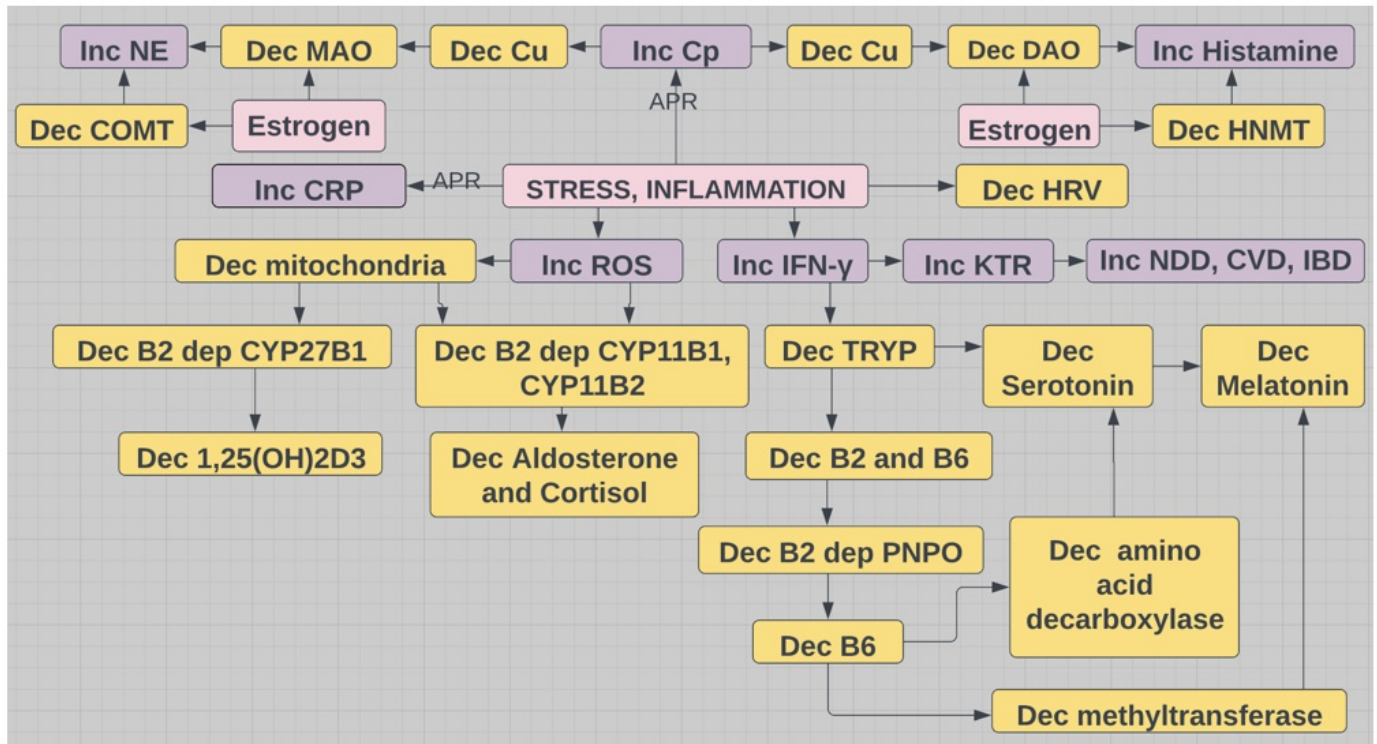 Inc NE
Dec MAO
Dec Cu
Inc Cp
Dec Cu
Dec DAO
Inc Histamine
APR
Dec COMT
Estrogen
Estrogen
Dec HNMT
Inc CRP
APR
STRESS, INFLAMMATION
Dec HRV
Dec mitochondria
Inc ROS
Inc IFN-γ
Inc KTR
Inc NDD, CVD, IBD
Dec B2 dep CYP27B1
Dec B2 dep CYP11B1,
CYP11B2
Dec TRYP
Dec
Serotonin
Dec
Melatonin
Dec 1,25(OH)2D3
Dec Aldosterone
and Cortisol
Dec B2 and B6
Dec B2 dep PNPO
Dec amino
acid
decarboxylase
Dec B6
Dec methyltransferase